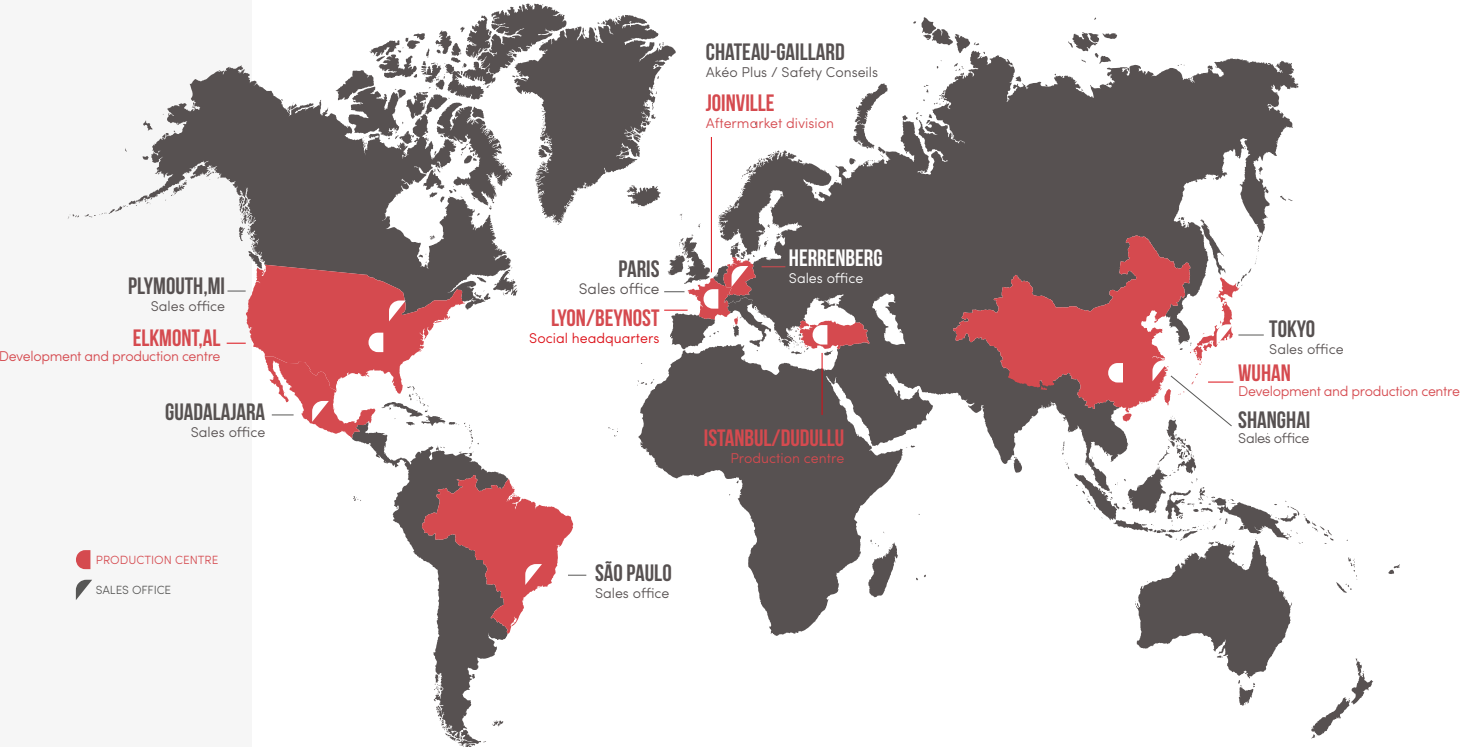 CHATEAU-GAILLARD
Akéo Plus / Safety Conseils
JOINVILLE
Aftermarket division
PLYMOUTH,MI
Sales office
ELKMONT,AL
Development and production centre
GUADALAJARA
Sales office
PARIS
Sales office
LYON/BEYNOST
Social headquarters
HERRENBERG
Sales office
ISTANBUL/DUDULLU
Production centre
TOKYO
Sales office
WUHAN
Development and production centre
SHANGHAI
Sales office
SÃO PAULO
Sales office
PRODUCTION CENTRE
SALES OFFICE